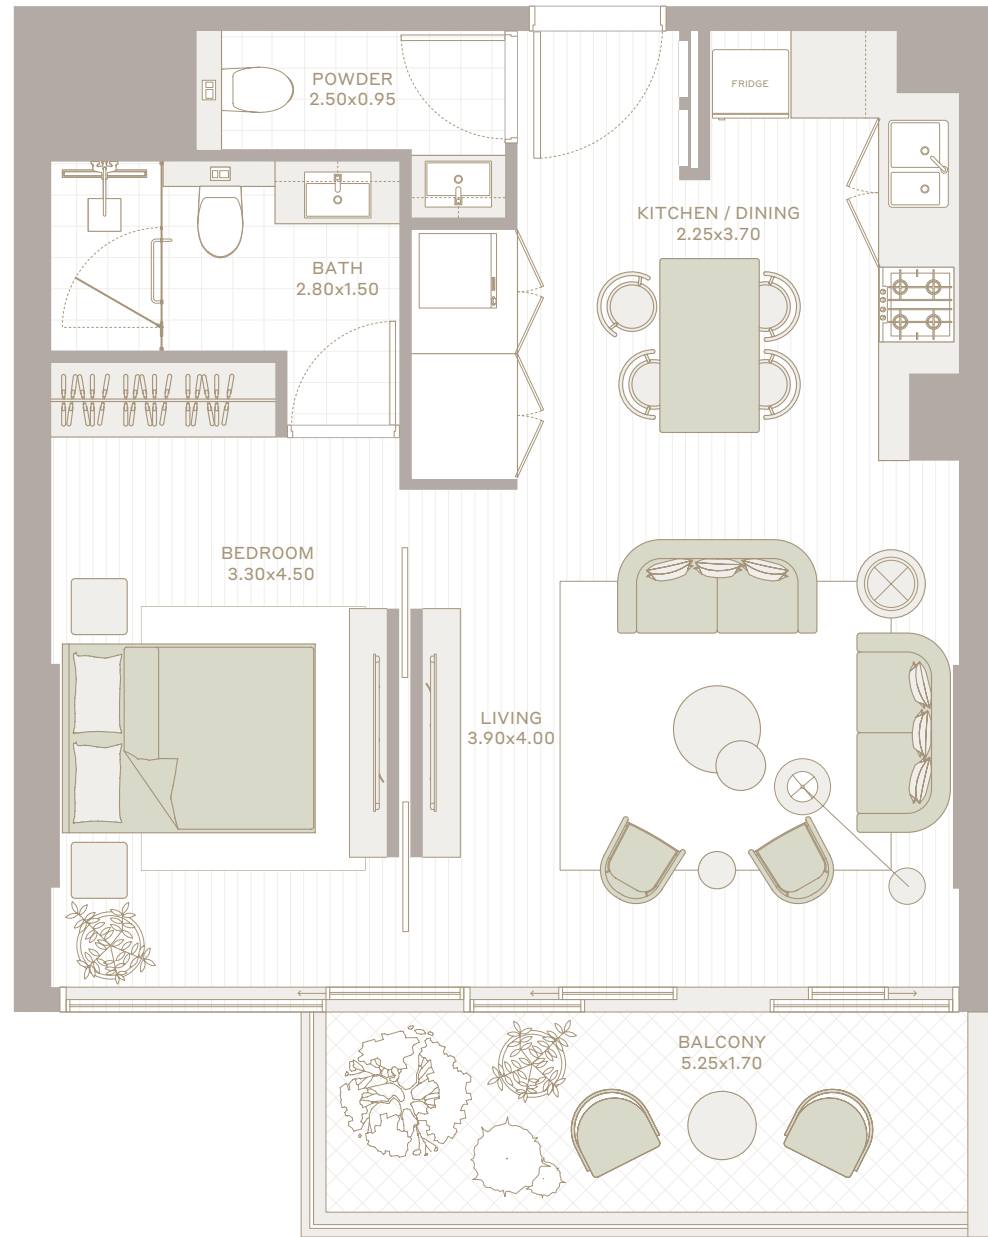 POWDER
2.50x0.95
FRIDGE
KITCHEN / DINING
2.25x3.70
BATH
2.80x1.50
BEDROOM
3.30x4.50
LIVING
3.90x4.00
BALCONY
5.25x1.70